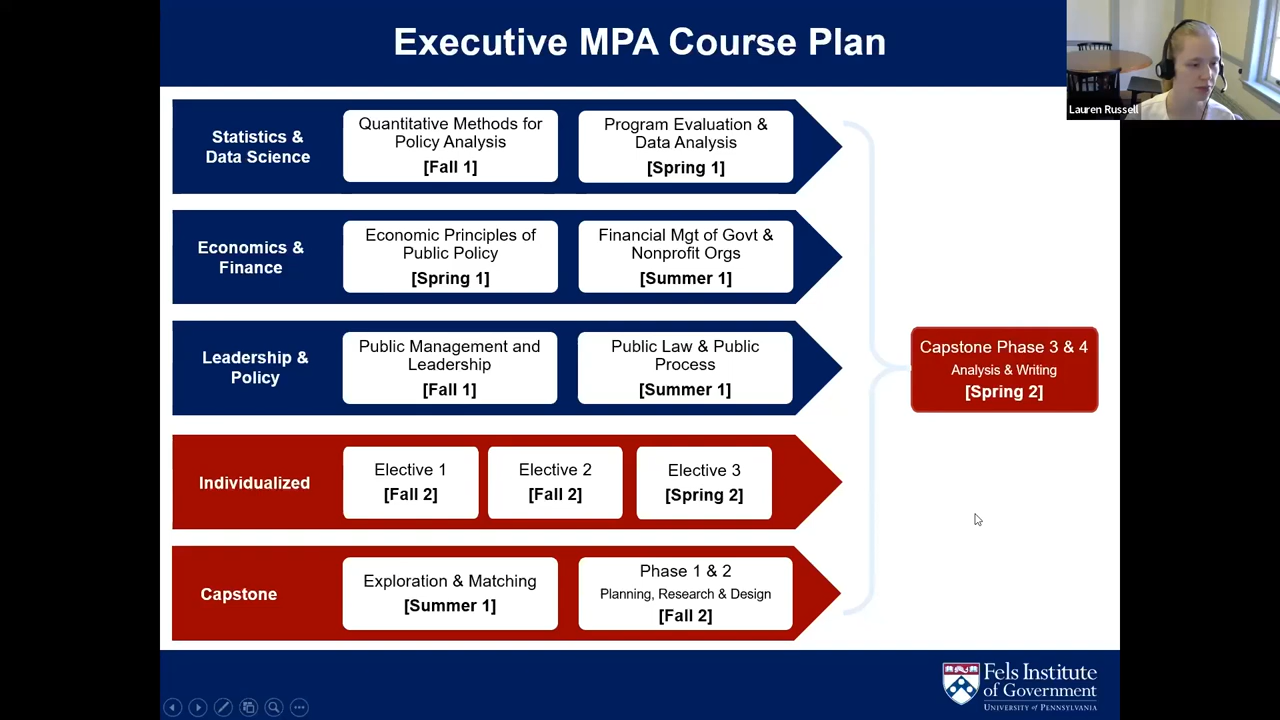 Executive MPA Course Plan
Lauren Russell
Statistics &
Data Science
Quantitative Methods for
Policy Analysis
[Fall 1]
Program Evaluation &
Data Analysis
[Spring 1]
Economics &
Finance
Economic Principles of
Public Policy
[Spring 1]
Financial Mgt of Govt &
Nonprofit Orgs
[Summer 1]
Leadership &
Policy
Public Management and
Leadership
[Fall 1]
Public Law & Public
Process
[Summer 1]
Individualized
Elective 1
[Fall 2]
Elective 2
[Fall 2]
Elective 3
[Spring 2]
Capstone
Exploration & Matching
[Summer 1]
Phase 1 & 2
Planning, Research & Design
[Fall 2]
Capstone Phase 3 & 4
Analysis & Writing
[Spring 2]
Fels Institute
of Government
UNIVERSITY OF PENNSYLVANIA